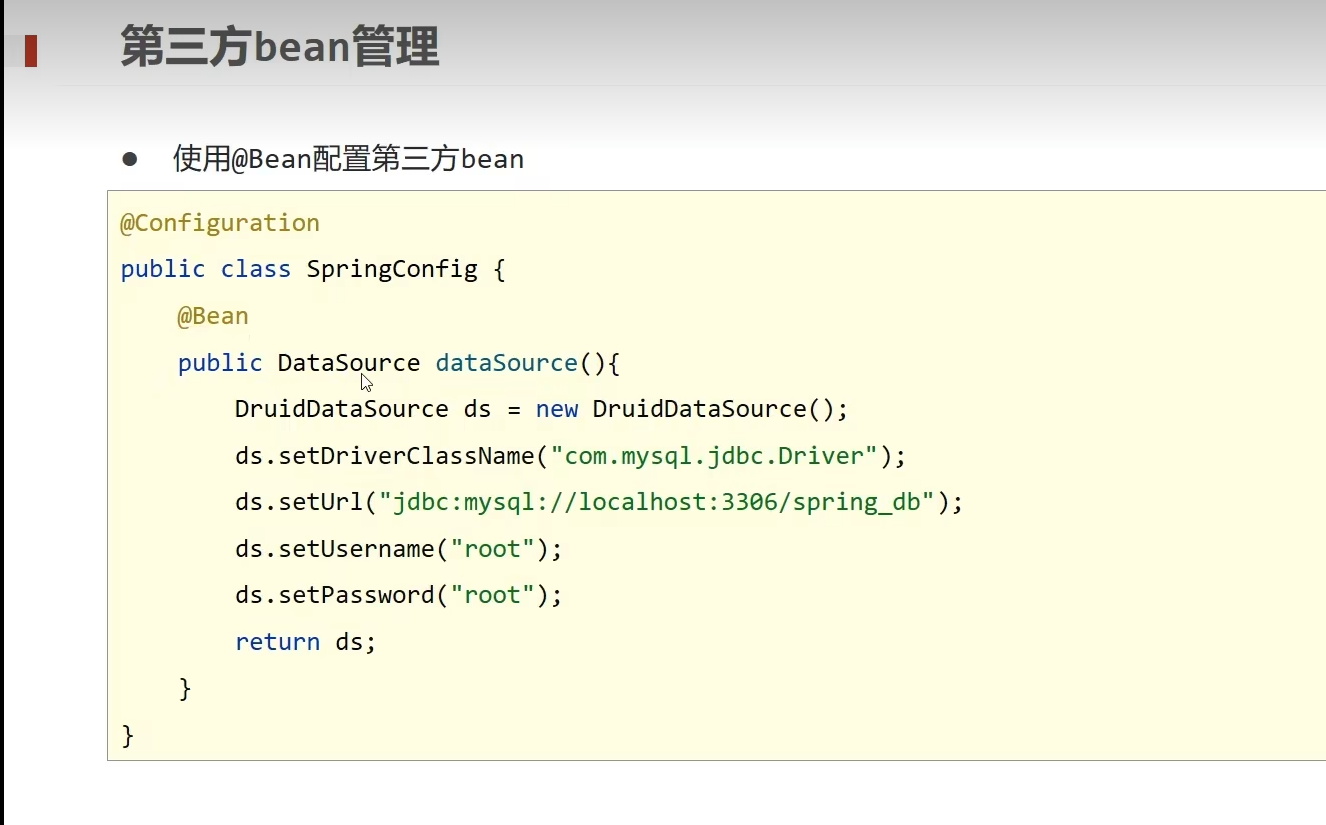 第三方bean管理
● 使用@Bean配置第三方bean
@Configuration
public class SpringConfig {
    @Bean
    public DataSource dataSource(){
        DruidDataSource ds = new DruidDataSource();
        ds.setDriverClassName("com.mysql.jdbc.Driver");
        ds.setUrl("jdbc:mysql://localhost:3306/spring_db");
        ds.setUsername("root");
        ds.setPassword("root");
        return ds;
    }
}